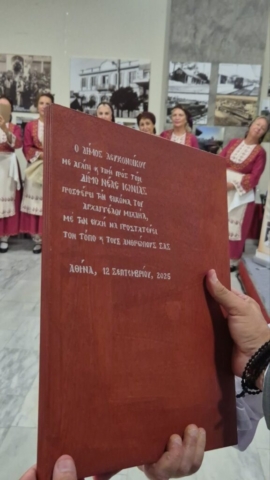 Ο ΔΗΜΟΣ ΛΥΚΟΝΟΣΙΟΥ
ΜΕ ΑΓΑΠΗ & ΤΙΜΗ ΠΡΟΣ ΤΟΝ
ΔΗΜΟ ΝΕΑΣ ΙΩΝΙΑΣ
ΠΡΟΣΦΕΡΕΙ ΤΗΝ ΕΙΚΟΝΑ ΤΟΥ
ΑΡΧΑΓΓΕΛΟΥ ΜΙΧΑΗΛ,
ΜΕ ΤΗΝ ΕΥΧΗ ΝΑ ΠΡΟΣΤΑΤΕΥΕΙ
ΤΟΝ ΤΟΠΟ & ΤΟΥΣ ΑΝΘΡΩΠΟΥΣ ΣΑΣ
ΑΘΗΝΑ, 12 ΣΕΠΤΕΜΒΡΙΟΥ, 2025